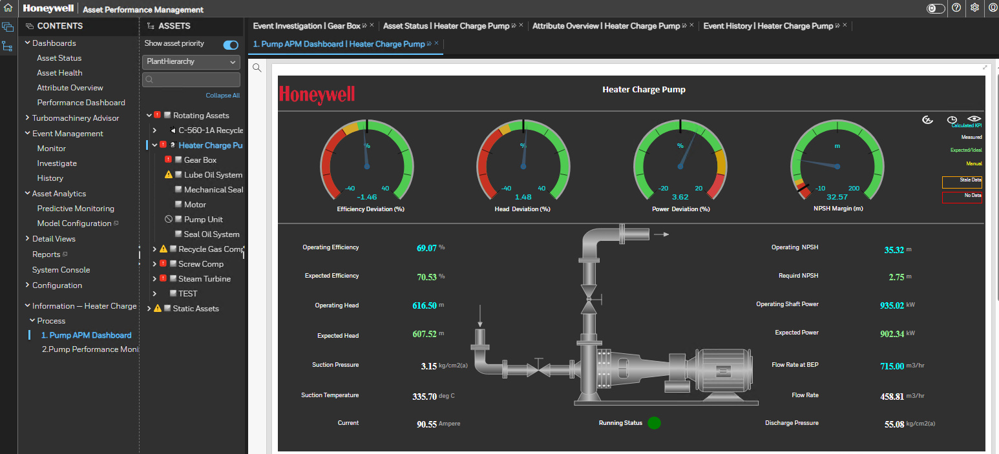 Honeywell | Asset Performance Management
CONTENTS
Dashboards
Asset Status
Asset Health
Attribute Overview
Performance Dashboard
Turbomachinery Advisor
Event Management
Monitor
Investigate
History
Asset Analytics
Predictive Monitoring
Model Configuration
Detail Views
Reports
System Console
Configuration
Information — Heater Charge
Process
1. Pump APM Dashboard
2.Pump Performance Moni
ASSETS
Show asset priority
PlantHierarchy
Collapse All
Rotating Assets
C-560-1A Recycle
Heater Charge Pu
Gear Box
Lube Oil System
Mechanical Seal
Motor
Pump Unit
Seal Oil System
Recycle Gas Comp
Screw Comp
Steam Turbine
TEST
Static Assets
Event Investigation | Gear Box
Asset Status | Heater Charge Pump
Attribute Overview | Heater Charge Pump
Event History | Heater Charge Pump
1. Pump APM Dashboard | Heater Charge Pump
Honeywell
Heater Charge Pump
%
-40 40
-1.46
Efficiency Deviation (%)
%
-40 40
1.48
Head Deviation (%)
%
-20 20
3.62
Power Deviation (%)
m
-10 200
32.57
NPSH Margin (m)
Calculated KPI
Measured
Expected/Ideal
Manual
Stale Data
No Data
Operating Efficiency 69.07 %
Expected Efficiency 70.53 %
Operating Head 616.50 m
Expected Head 607.52 m
Suction Pressure 3.15 kg/cm2(a)
Suction Temperature 335.70 deg C
Current 90.55 Ampere
Running Status
Operating NPSH 35.32 m
Requird NPSH 2.75 m
Operating Shaft Power 935.02 kW
Expected Power 902.34 kW
Flow Rate at BEP 715.00 m3/hr
Flow Rate 458.81 m3/hr
Discharge Pressure 55.08 kg/cm2(a)